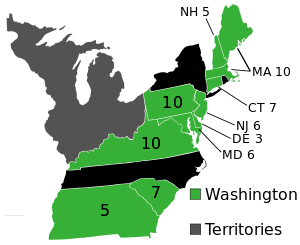 NH 5
MA 10
10
CT 7
NJ 6
10
DE 3
MD 6
7
Washington
5
Territories